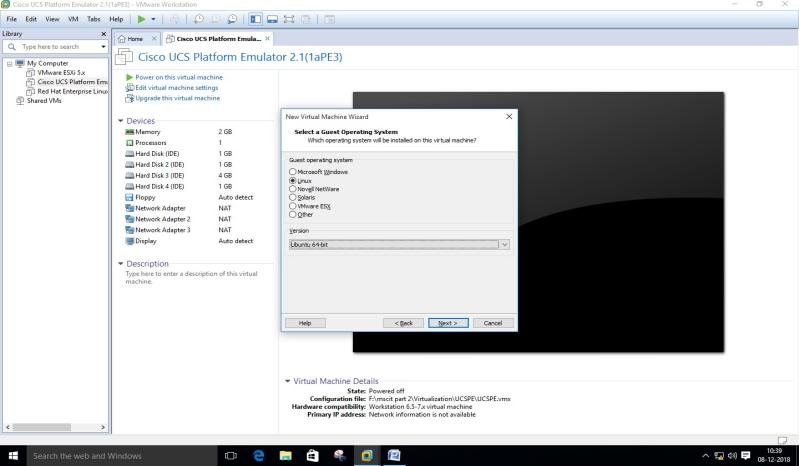 Cisco UCS Platform Emulator 2.1(1aPE3) - VMware Workstation
File Edit View VM Tabs Help
Library
Type here to search
My Computer
VMware ESXi 5.x
Cisco UCS Platform Em
Red Hat Enterprise Linux
Shared VMs
Home
Cisco UCS Platform Emula...
Cisco UCS Platform Emulator 2.1(1aPE3)
Power on this virtual machine
Edit virtual machine settings
Upgrade this virtual machine
Devices
Memory 2 GB
Processors 1
Hard Disk (IDE) 1 GB
Hard Disk 2 (IDE) 1 GB
Hard Disk 3 (IDE) 4 GB
Hard Disk 4 (IDE) 1 GB
Floppy Auto detect
Network Adapter NAT
Network Adapter 2 NAT
Network Adapter 3 NAT
Display Auto detect
Description
Type here to enter a description of this virtual
machine.
New Virtual Machine Wizard
Select a Guest Operating System
Which operating system will be installed on this virtual machine?
Guest operating system
Microsoft Windows
Linux
Novell NetWare
Solaris
VMware ESX
Other
Version
Ubuntu 64-bit
Help
< Back
Next >
Cancel
Virtual Machine Details
State: Powered off
Configuration file: F:\mscit part 2\Virtualization\UCSPE\UCSPE.vmx
Hardware compatibility: Workstation 6.5-7.x virtual machine
Primary IP address: Network information is not available
Search the web and Windows
10:39
08-12-2018